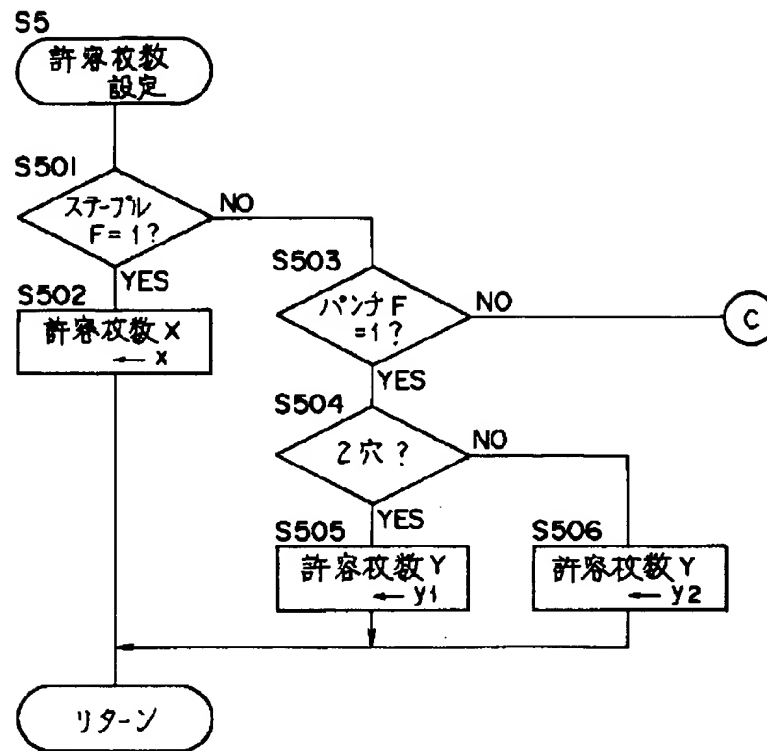 S5
許容枚数
設定
S501
ステープル
F=1?
NO
YES
S502
許容枚数X
← x
S503
パンチF
=1?
NO
C
YES
S504
2穴?
NO
YES
S505
許容枚数Y
← y1
S506
許容枚数Y
← y2
リターン